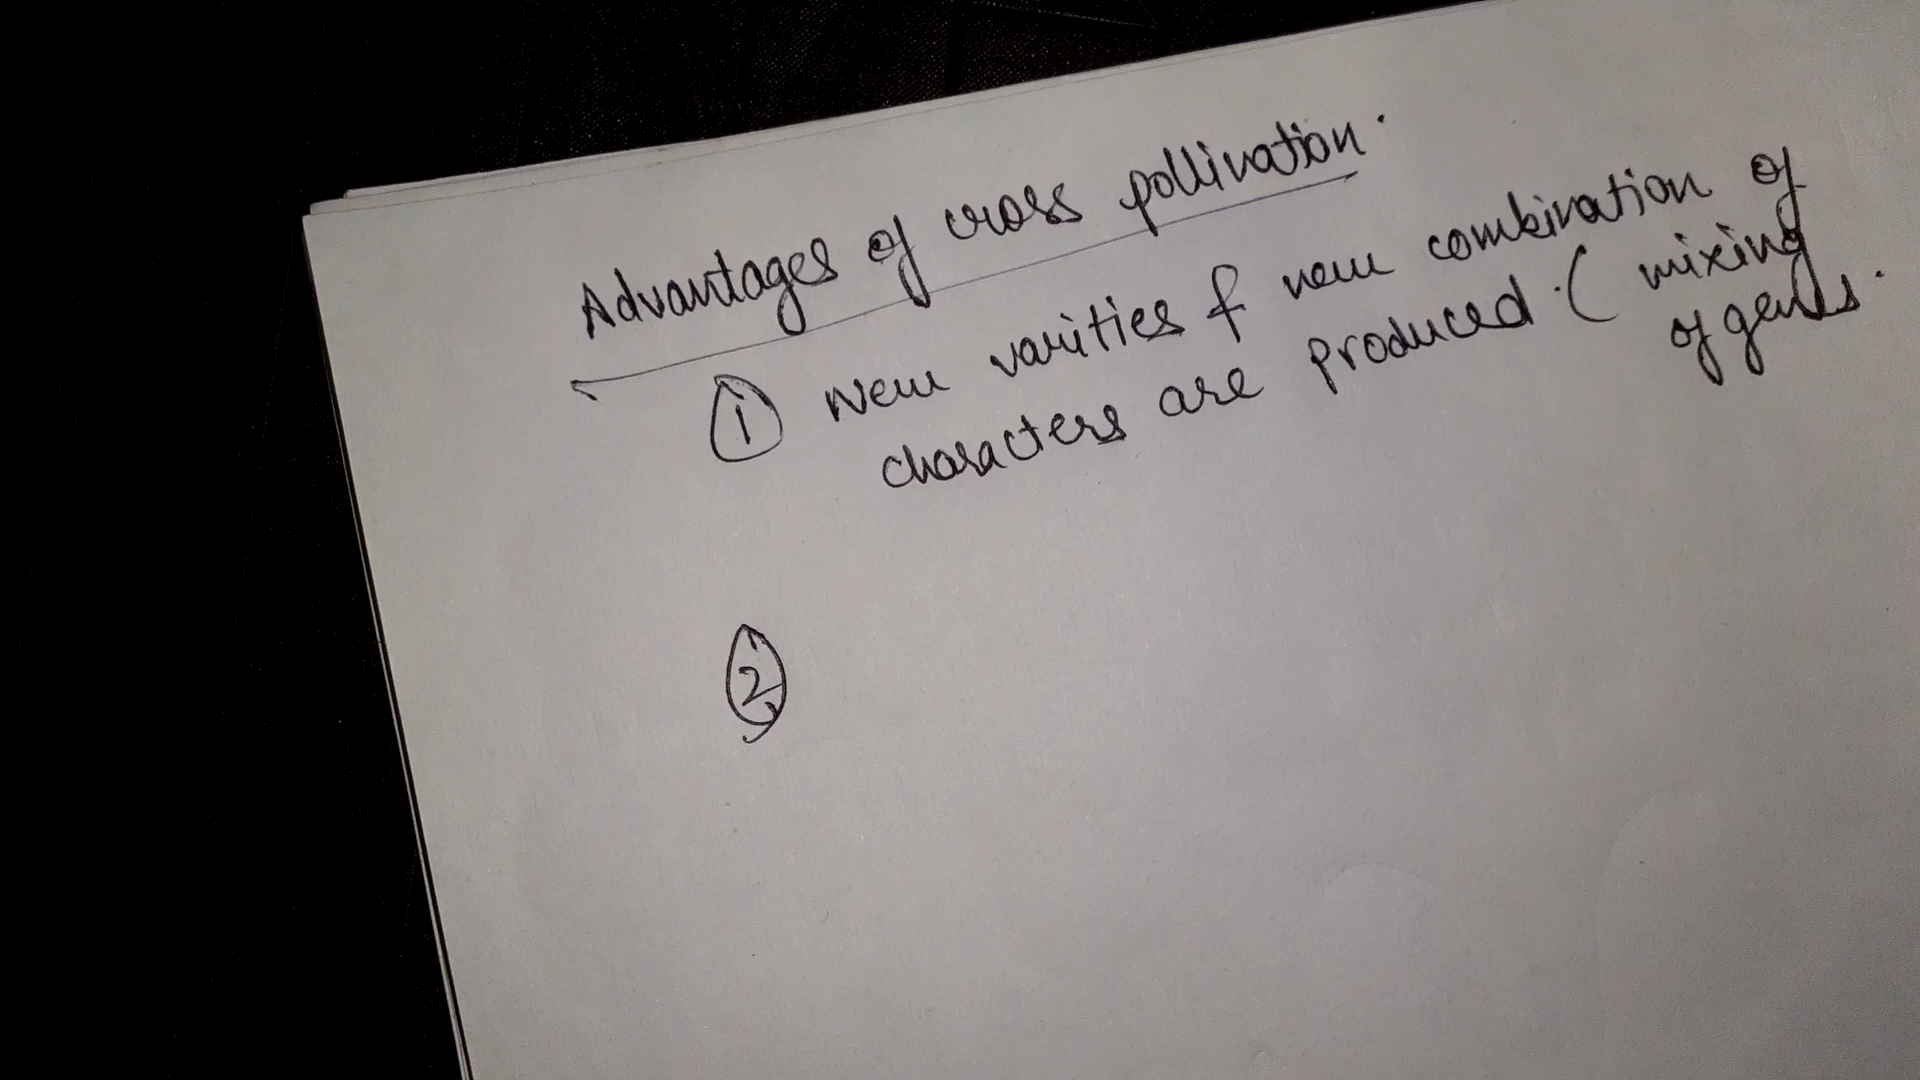 Advantages of cross pollination.
① New varities & new combination of
characters are produced. ( mixing
of genes.
②